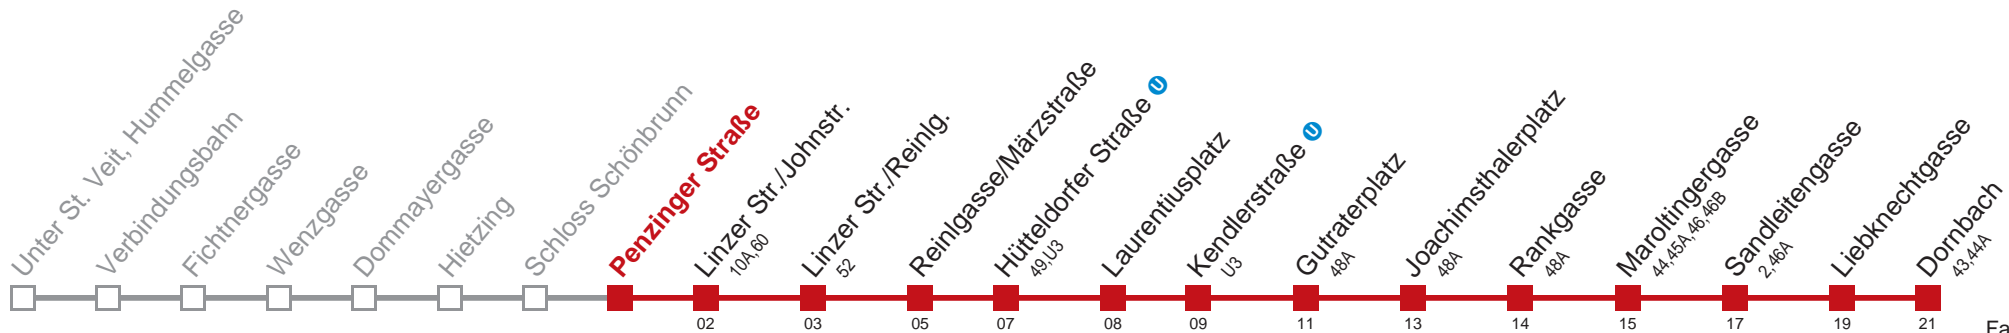 Unter St. Veit, Hummelgasse
Verbindungsbahn
Fichtnergasse
Wenzgasse
Dommayergasse
Hietzing
Schloss Schönbrunn
Penzinger Straße
Linzer Str./Johnstr.
10A,60
Linzer Str./Reinlg.
52
Reinlgasse/Märzstraße
Hütteldorfer Straße U
49,U3
Laurentiusplatz
Kendlerstraße U
U3
Gutraterplatz
48A
Joachimsthalerplatz
48A
Rankgasse
48A
Maroltingergasse
44,45A,46,46B
Sandleitengasse
2,46A
Liebknechtgasse
Dornbach
43,44A
02 03 05 07 08 09 11 13 14 15 17 19 21
Fa